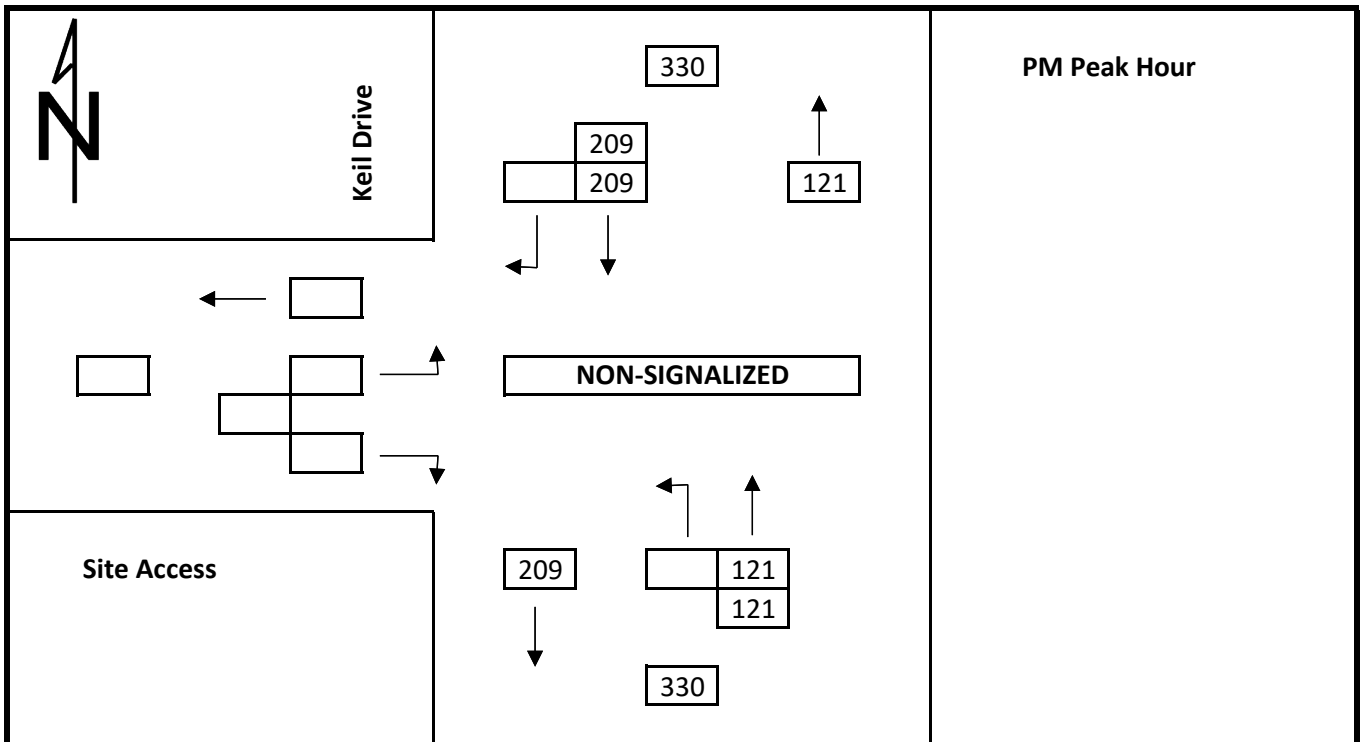 330
PM Peak Hour
Keil Drive
N
209
209
121
NON-SIGNALIZED
Site Access
209
121
121
330